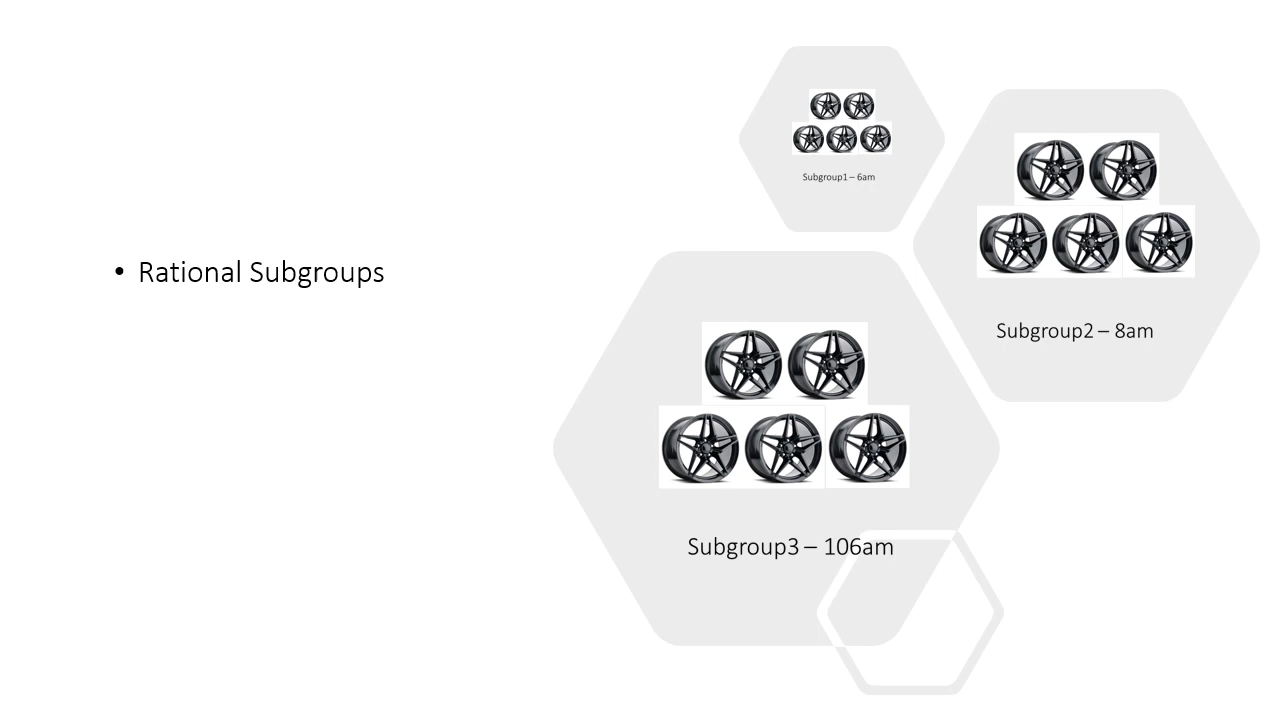 • Rational Subgroups
Subgroup1 – 6am
Subgroup2 – 8am
Subgroup3 – 106am